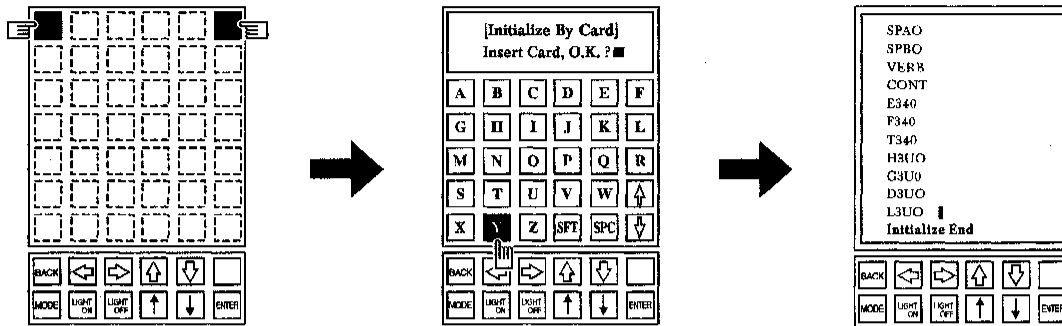 BACK
MODE LIGHT ON LIGHT OFF ENTER
[Initialize By Card]
Insert Card, O.K. ?
A B C D E F
G H I J K L
M N O P Q R
S T U V W
X Y Z SFT SPC
BACK
MODE LIGHT ON LIGHT OFF ENTER
SPAO
SPBO
VERB
CONT
E340
F340
T340
H3UO
G3U0
D3UO
L3UO
Initialize End
BACK
MODE LIGHT ON LIGHT OFF ENTER